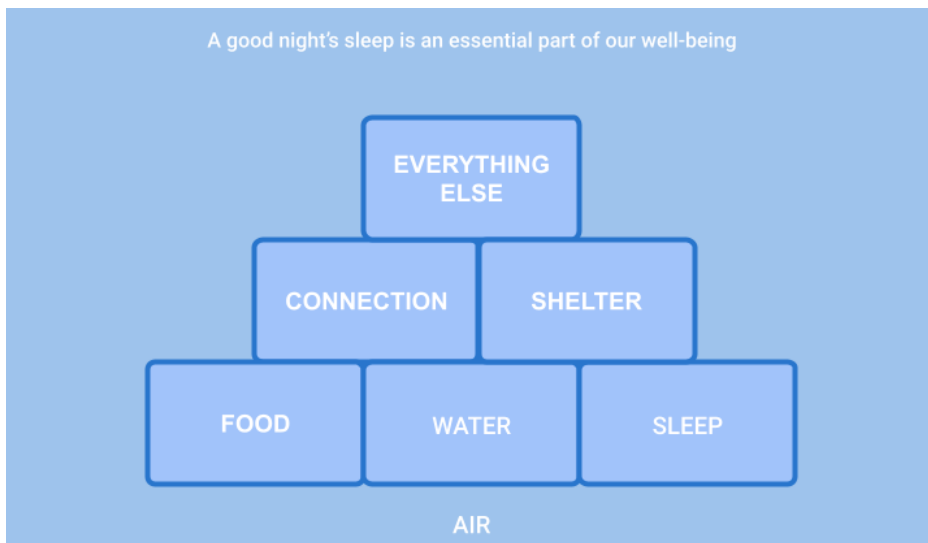 A good night's sleep is an essential part of our well-being
EVERYTHING
ELSE
CONNECTION
SHELTER
FOOD
WATER
SLEEP
AIR